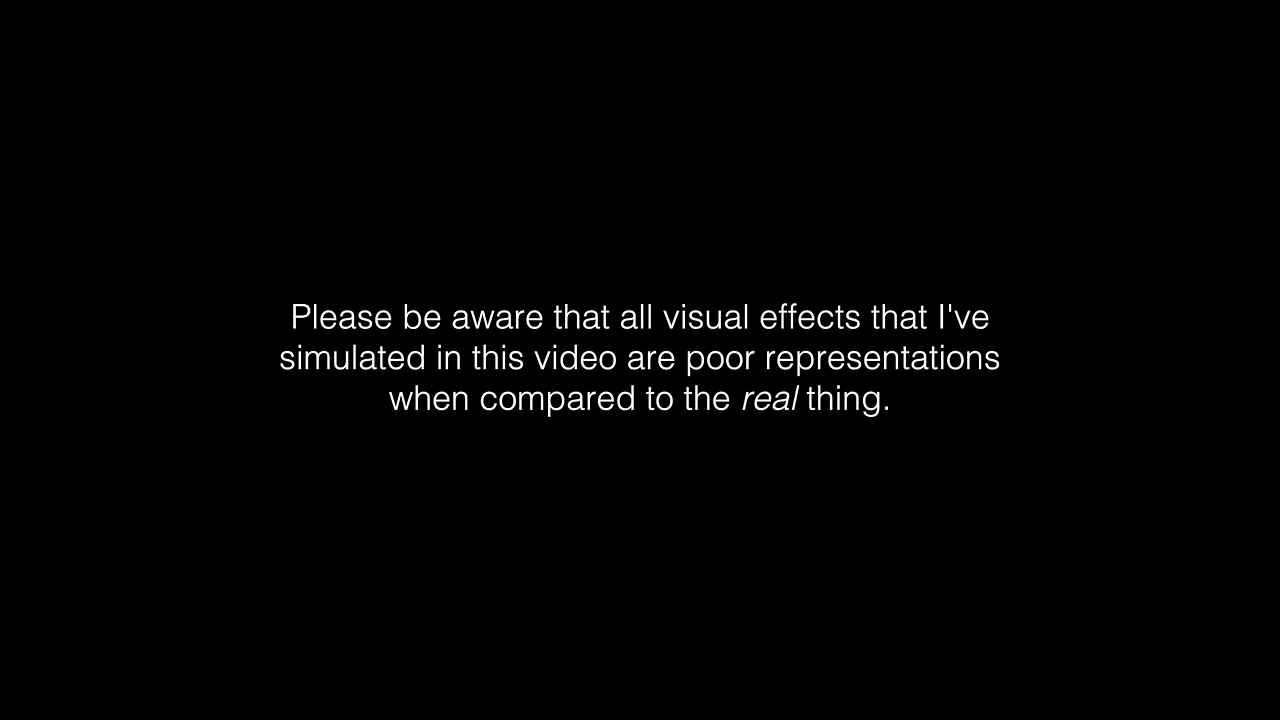 Please be aware that all visual effects that I've
simulated in this video are poor representations
when compared to the real thing.